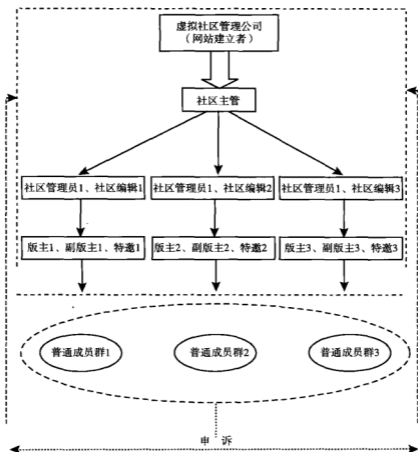 虚拟社区管理公司
（网站建立者）
社区主管
社区管理员1、社区编辑1
社区管理员1、社区编辑2
社区管理员1、社区编辑3
版主1、副版主1、特邀1
版主2、副版主2、特邀2
版主3、副版主3、特邀3
普通成员群1
普通成员群2
普通成员群3
申 诉